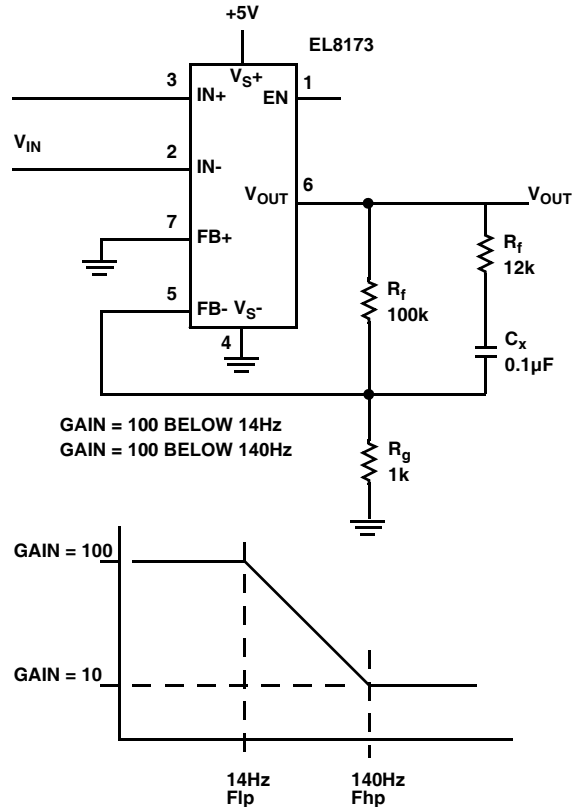 +5V
EL8173
3
IN+
VS+
EN
1
VIN
2
IN-
VOUT
6
VOUT
7
FB+
Rf
12k
5
FB-
VS-
Rf
100k
4
Cx
0.1µF
GAIN = 100 BELOW 14Hz
GAIN = 100 BELOW 140Hz
Rg
1k
GAIN = 100
GAIN = 10
14Hz
Flp
140Hz
Fhp